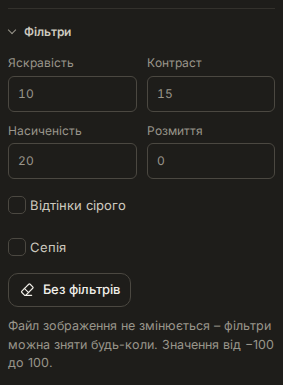 Фільтри
Яскравість Контраст
10 15
Насиченість Розмиття
20 0
Відтінки сірого
Сепія
Без фільтрів
Файл зображення не змінюється – фільтри
можна зняти будь-коли. Значення від −100
до 100.